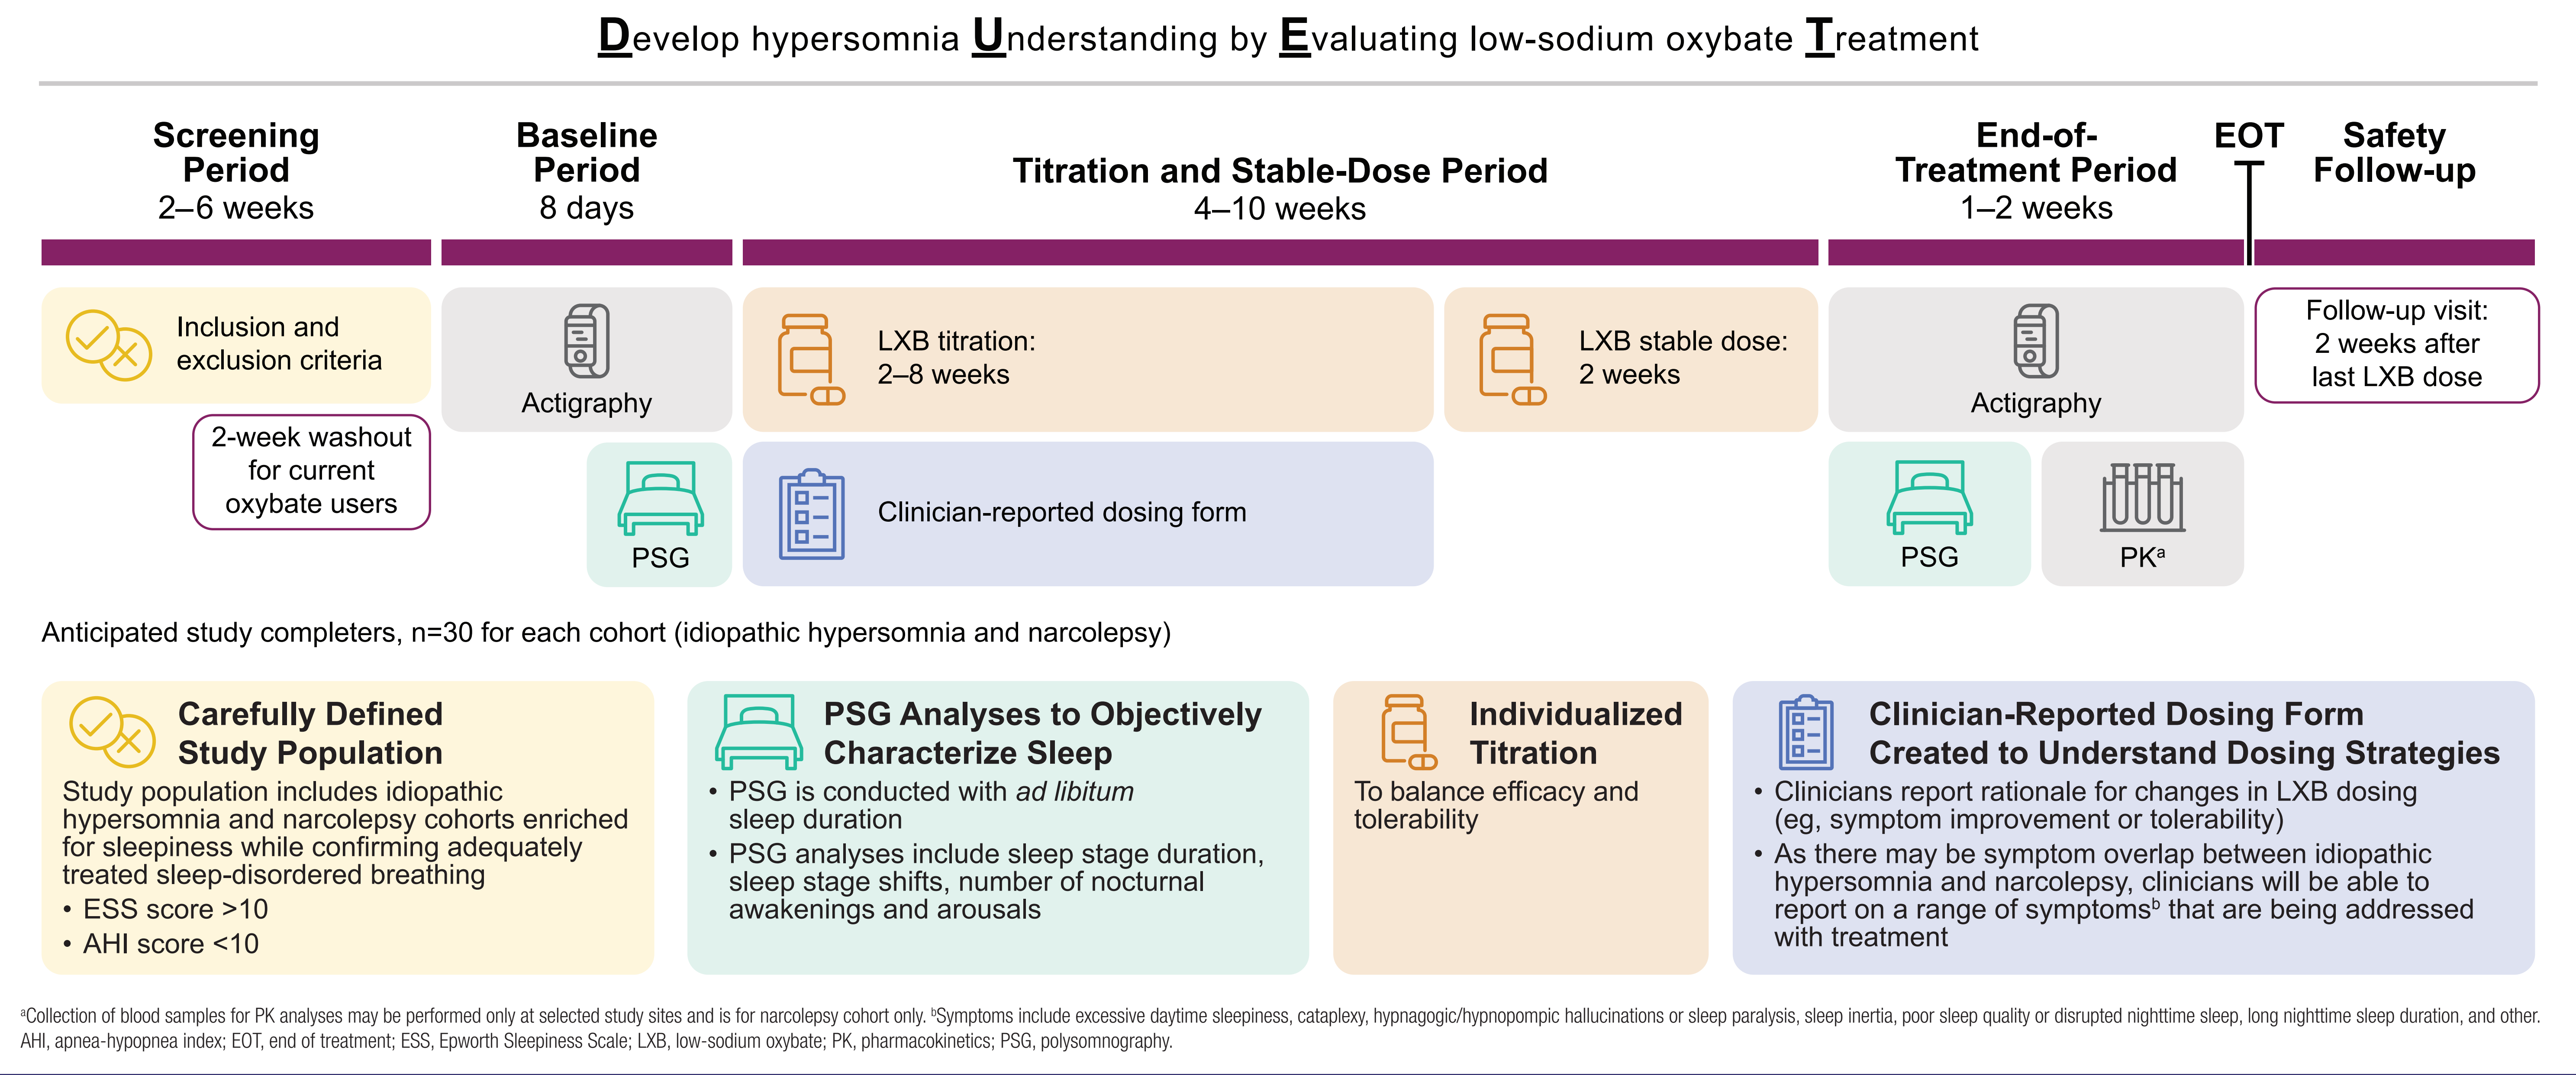 Develop hypersomnia Understanding by Evaluating low-sodium oxybate Treatment
Screening
Period
2–6 weeks
Baseline
Period
8 days
Titration and Stable-Dose Period
4–10 weeks
End-of-
Treatment Period
1–2 weeks
EOT
Safety
Follow-up
Inclusion and
exclusion criteria
2-week washout
for current
oxybate users
Actigraphy
PSG
LXB titration:
2–8 weeks
LXB stable dose:
2 weeks
Clinician-reported dosing form
Actigraphy
PSG
PKᵃ
Follow-up visit:
2 weeks after
last LXB dose
Anticipated study completers, n=30 for each cohort (idiopathic hypersomnia and narcolepsy)
Carefully Defined
Study Population
Study population includes idiopathic
hypersomnia and narcolepsy cohorts enriched
for sleepiness while confirming adequately
treated sleep-disordered breathing
• ESS score >10
• AHI score <10
PSG Analyses to Objectively
Characterize Sleep
• PSG is conducted with ad libitum
sleep duration
• PSG analyses include sleep stage duration,
sleep stage shifts, number of nocturnal
awakenings and arousals
Individualized
Titration
To balance efficacy and
tolerability
Clinician-Reported Dosing Form
Created to Understand Dosing Strategies
• Clinicians report rationale for changes in LXB dosing
(eg, symptom improvement or tolerability)
• As there may be symptom overlap between idiopathic
hypersomnia and narcolepsy, clinicians will be able to
report on a range of symptomsᵇ that are being addressed
with treatment
ᵃCollection of blood samples for PK analyses may be performed only at selected study sites and is for narcolepsy cohort only. ᵇSymptoms include excessive daytime sleepiness, cataplexy, hypnagogic/hypnopompic hallucinations or sleep paralysis, sleep inertia, poor sleep quality or disrupted nighttime sleep, long nighttime sleep duration, and other.
AHI, apnea-hypopnea index; EOT, end of treatment; ESS, Epworth Sleepiness Scale; LXB, low-sodium oxybate; PK, pharmacokinetics; PSG, polysomnography.